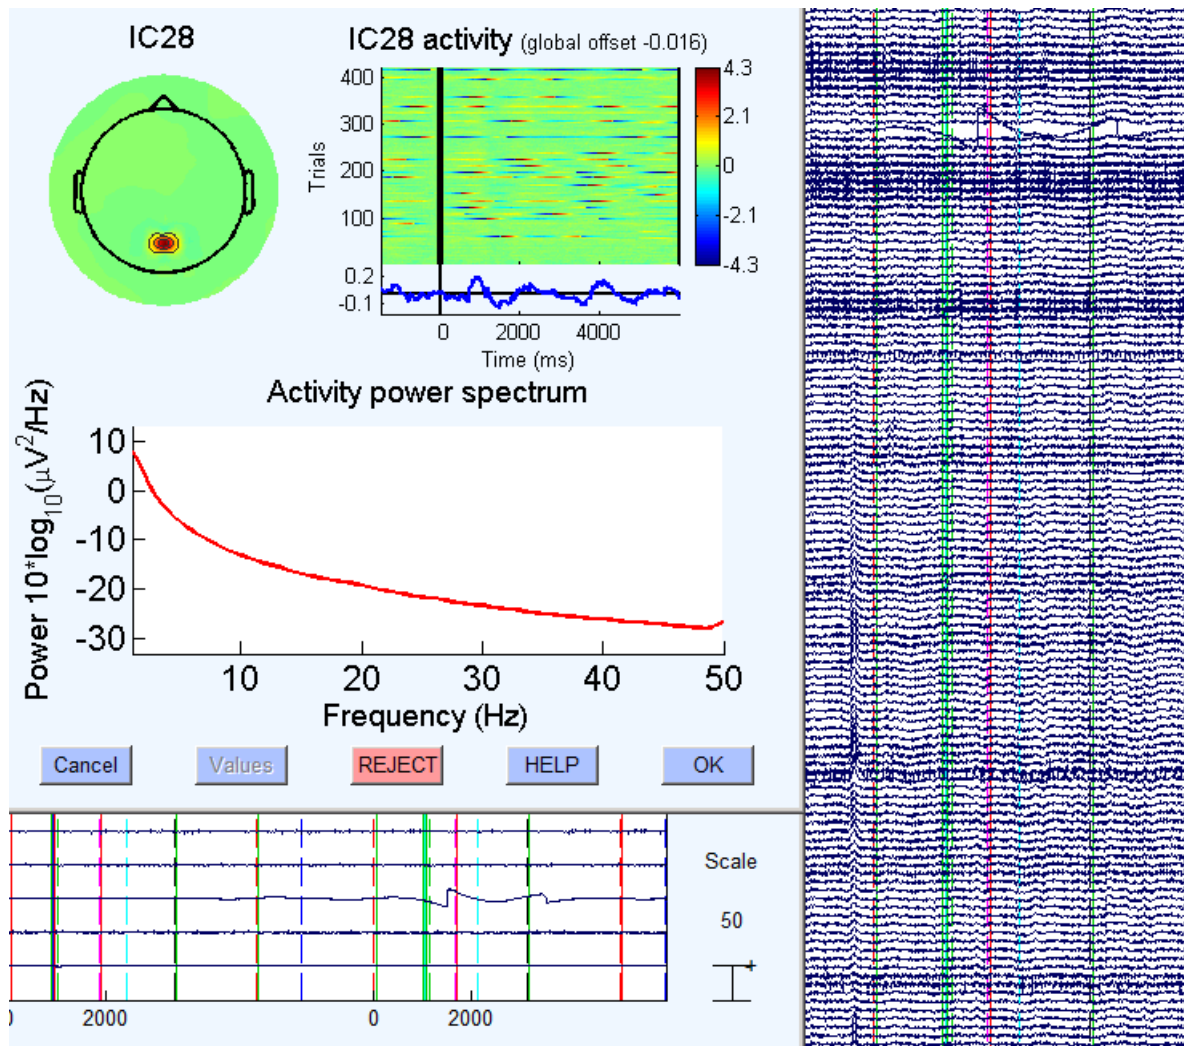 IC28
IC28 activity (global offset -0.016)
400
300
200
100
Trials
4.3
2.1
0
-2.1
-4.3
0.2
-0.1
0
2000
4000
Time (ms)
Activity power spectrum
Power 10*log10(μV2/Hz)
10
0
-10
-20
-30
10
20
30
40
50
Frequency (Hz)
Cancel
Values
REJECT
HELP
OK
Scale
50
+
0
2000
0
2000